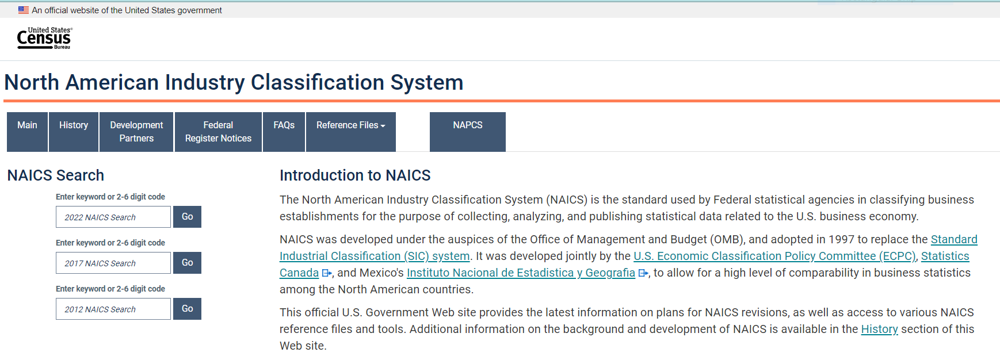 An official website of the United States government
United States®
Census
Bureau
North American Industry Classification System
Main
History
Development
Partners
Federal
Register Notices
FAQs
Reference Files
NAPCS
NAICS Search
Enter keyword or 2-6 digit code
2022 NAICS Search
Go
Enter keyword or 2-6 digit code
2017 NAICS Search
Go
Enter keyword or 2-6 digit code
2012 NAICS Search
Go
Introduction to NAICS
The North American Industry Classification System (NAICS) is the standard used by Federal statistical agencies in classifying business
establishments for the purpose of collecting, analyzing, and publishing statistical data related to the U.S. business economy.
NAICS was developed under the auspices of the Office of Management and Budget (OMB), and adopted in 1997 to replace the Standard
Industrial Classification (SIC) system. It was developed jointly by the U.S. Economic Classification Policy Committee (ECPC), Statistics
Canada, and Mexico's Instituto Nacional de Estadistica y Geografia, to allow for a high level of comparability in business statistics
among the North American countries.
This official U.S. Government Web site provides the latest information on plans for NAICS revisions, as well as access to various NAICS
reference files and tools. Additional information on the background and development of NAICS is available in the History section of this
Web site.